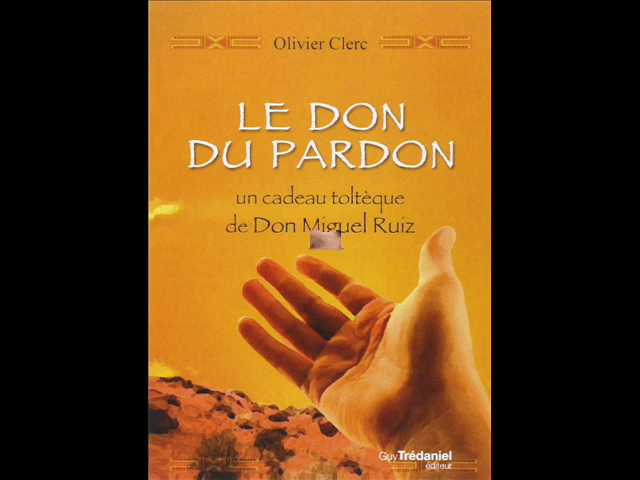 Olivier Clerc
LE DON
DU PARDON
un cadeau toltèque
de Don Miguel Ruiz
Guy Trédaniel
éditeur